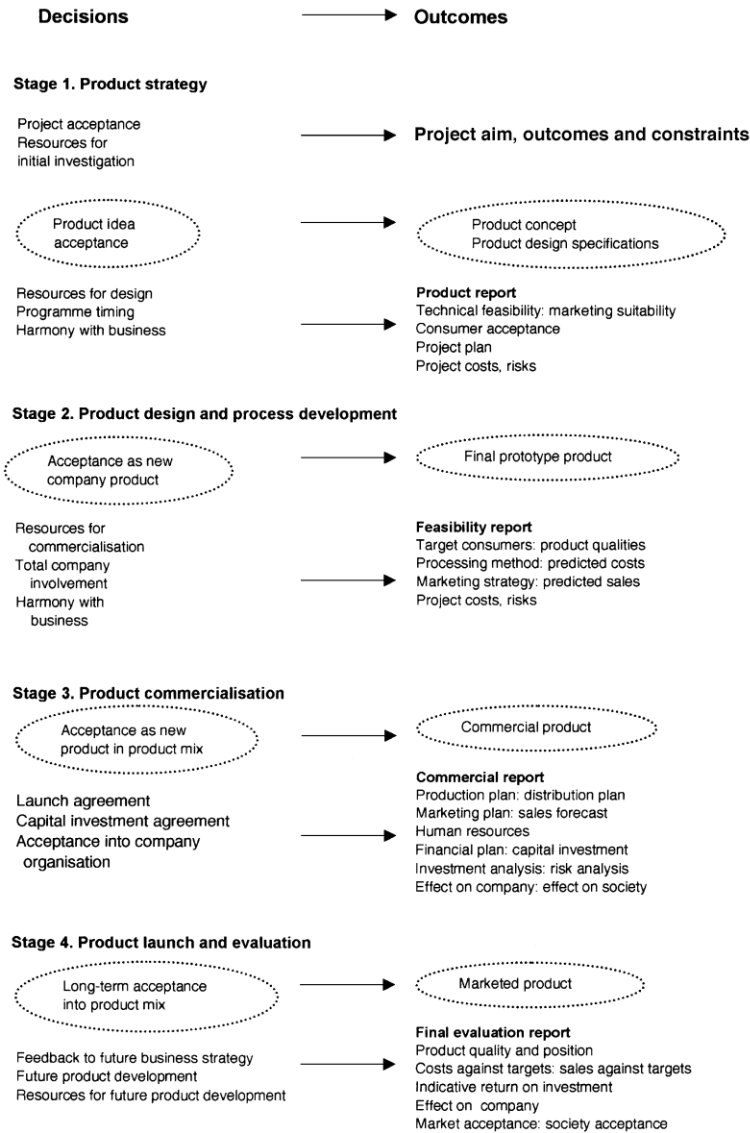 Decisions
Outcomes
Stage 1. Product strategy
Project acceptance
Resources for
initial investigation
Project aim, outcomes and constraints
Product idea
acceptance
Product concept
Product design specifications
Resources for design
Programme timing
Harmony with business
Product report
Technical feasibility: marketing suitability
Consumer acceptance
Project plan
Project costs, risks
Stage 2. Product design and process development
Acceptance as new
company product
Final prototype product
Resources for
commercialisation
Total company
involvement
Harmony with
business
Feasibility report
Target consumers: product qualities
Processing method: predicted costs
Marketing strategy: predicted sales
Project costs, risks
Stage 3. Product commercialisation
Acceptance as new
product in product mix
Commercial product
Launch agreement
Capital investment agreement
Acceptance into company
organisation
Commercial report
Production plan: distribution plan
Marketing plan: sales forecast
Human resources
Financial plan: capital investment
Investment analysis: risk analysis
Effect on company: effect on society
Stage 4. Product launch and evaluation
Long-term acceptance
into product mix
Marketed product
Feedback to future business strategy
Future product development
Resources for future product development
Final evaluation report
Product quality and position
Costs against targets: sales against targets
Indicative return on investment
Effect on company
Market acceptance: society acceptance